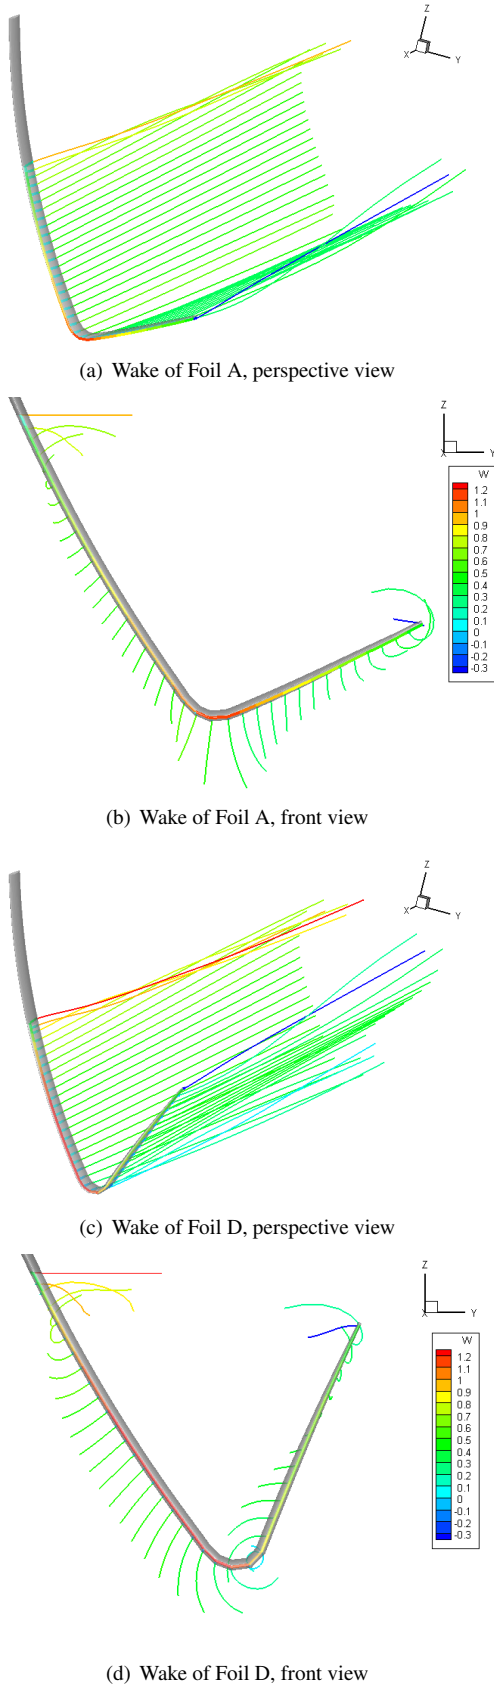 Z
X
Y
(a) Wake of Foil A, perspective view
Z
X
Y
W
1.2
1.1
1
0.9
0.8
0.7
0.6
0.5
0.4
0.3
0.2
0.1
0
-0.1
-0.2
-0.3
(b) Wake of Foil A, front view
Z
X
Y
(c) Wake of Foil D, perspective view
Z
X
Y
W
1.2
1.1
1
0.9
0.8
0.7
0.6
0.5
0.4
0.3
0.2
0.1
0
-0.1
-0.2
-0.3
(d) Wake of Foil D, front view